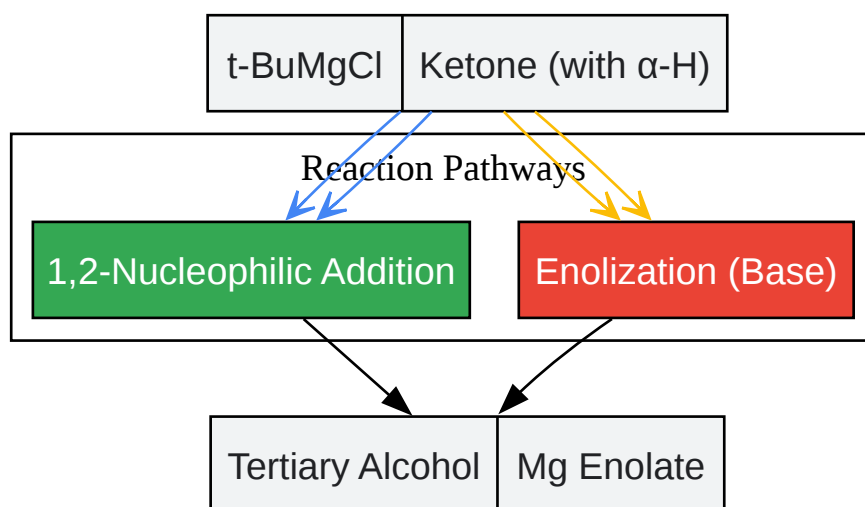 t-BuMgCl
Ketone (with α-H)
Reaction Pathways
1,2-Nucleophilic Addition
Enolization (Base)
Tertiary Alcohol
Mg Enolate